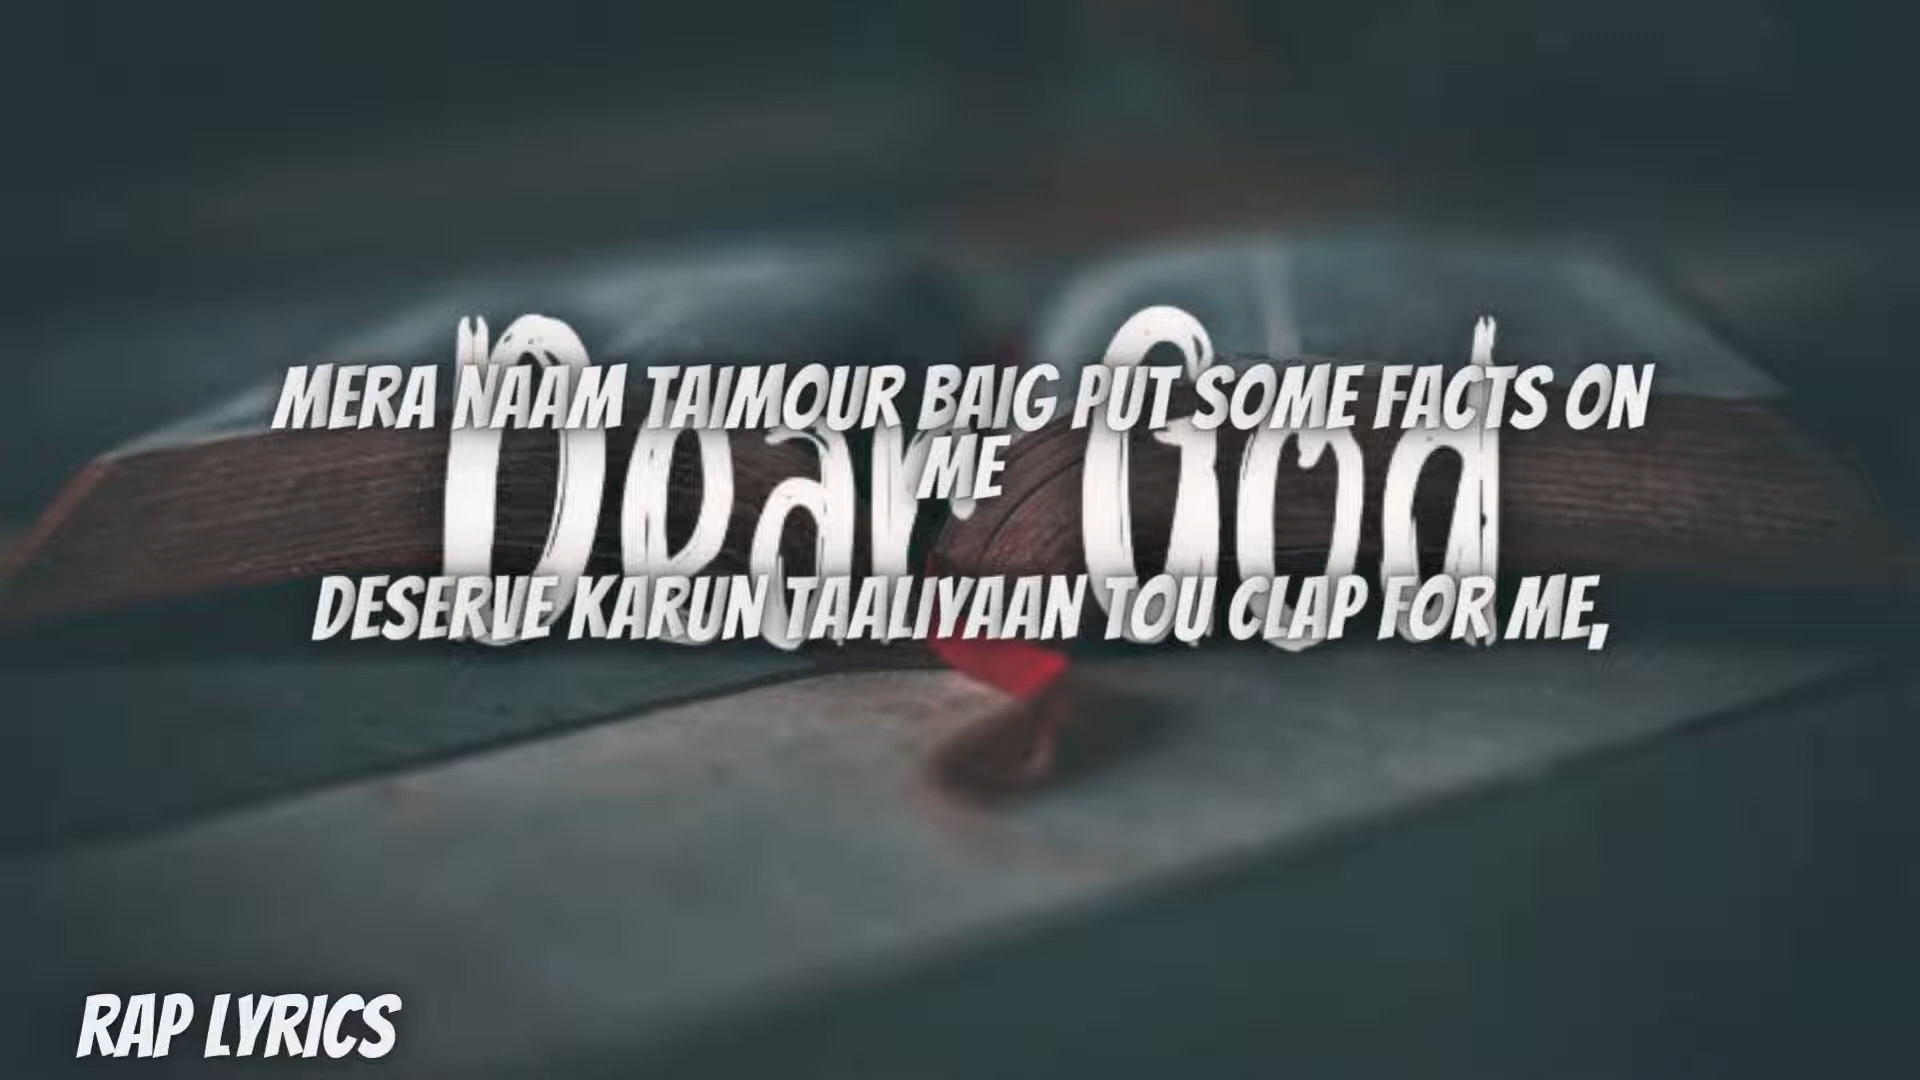 Dear God
MERA NAAM TAIMOUR BAIG PUT SOME FACTS ON
ME
DESERVE KARUN TAALIYAAN TOU CLAP FOR ME,
RAP LYRICS